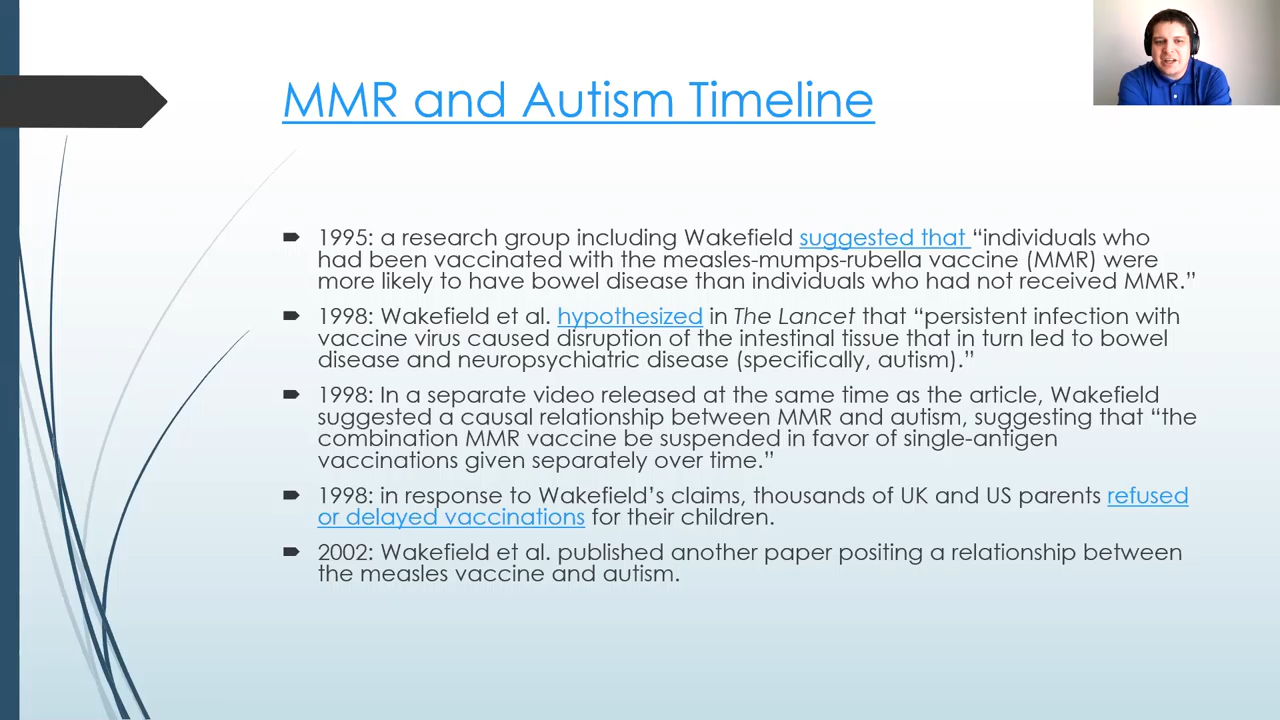 MMR and Autism Timeline
1995: a research group including Wakefield suggested that “individuals who
had been vaccinated with the measles-mumps-rubella vaccine (MMR) were
more likely to have bowel disease than individuals who had not received MMR.”
1998: Wakefield et al. hypothesized in The Lancet that “persistent infection with
vaccine virus caused disruption of the intestinal tissue that in turn led to bowel
disease and neuropsychiatric disease (specifically, autism).”
1998: In a separate video released at the same time as the article, Wakefield
suggested a causal relationship between MMR and autism, suggesting that “the
combination MMR vaccine be suspended in favor of single-antigen
vaccinations given separately over time.”
1998: in response to Wakefield’s claims, thousands of UK and US parents refused
or delayed vaccinations for their children.
2002: Wakefield et al. published another paper positing a relationship between
the measles vaccine and autism.